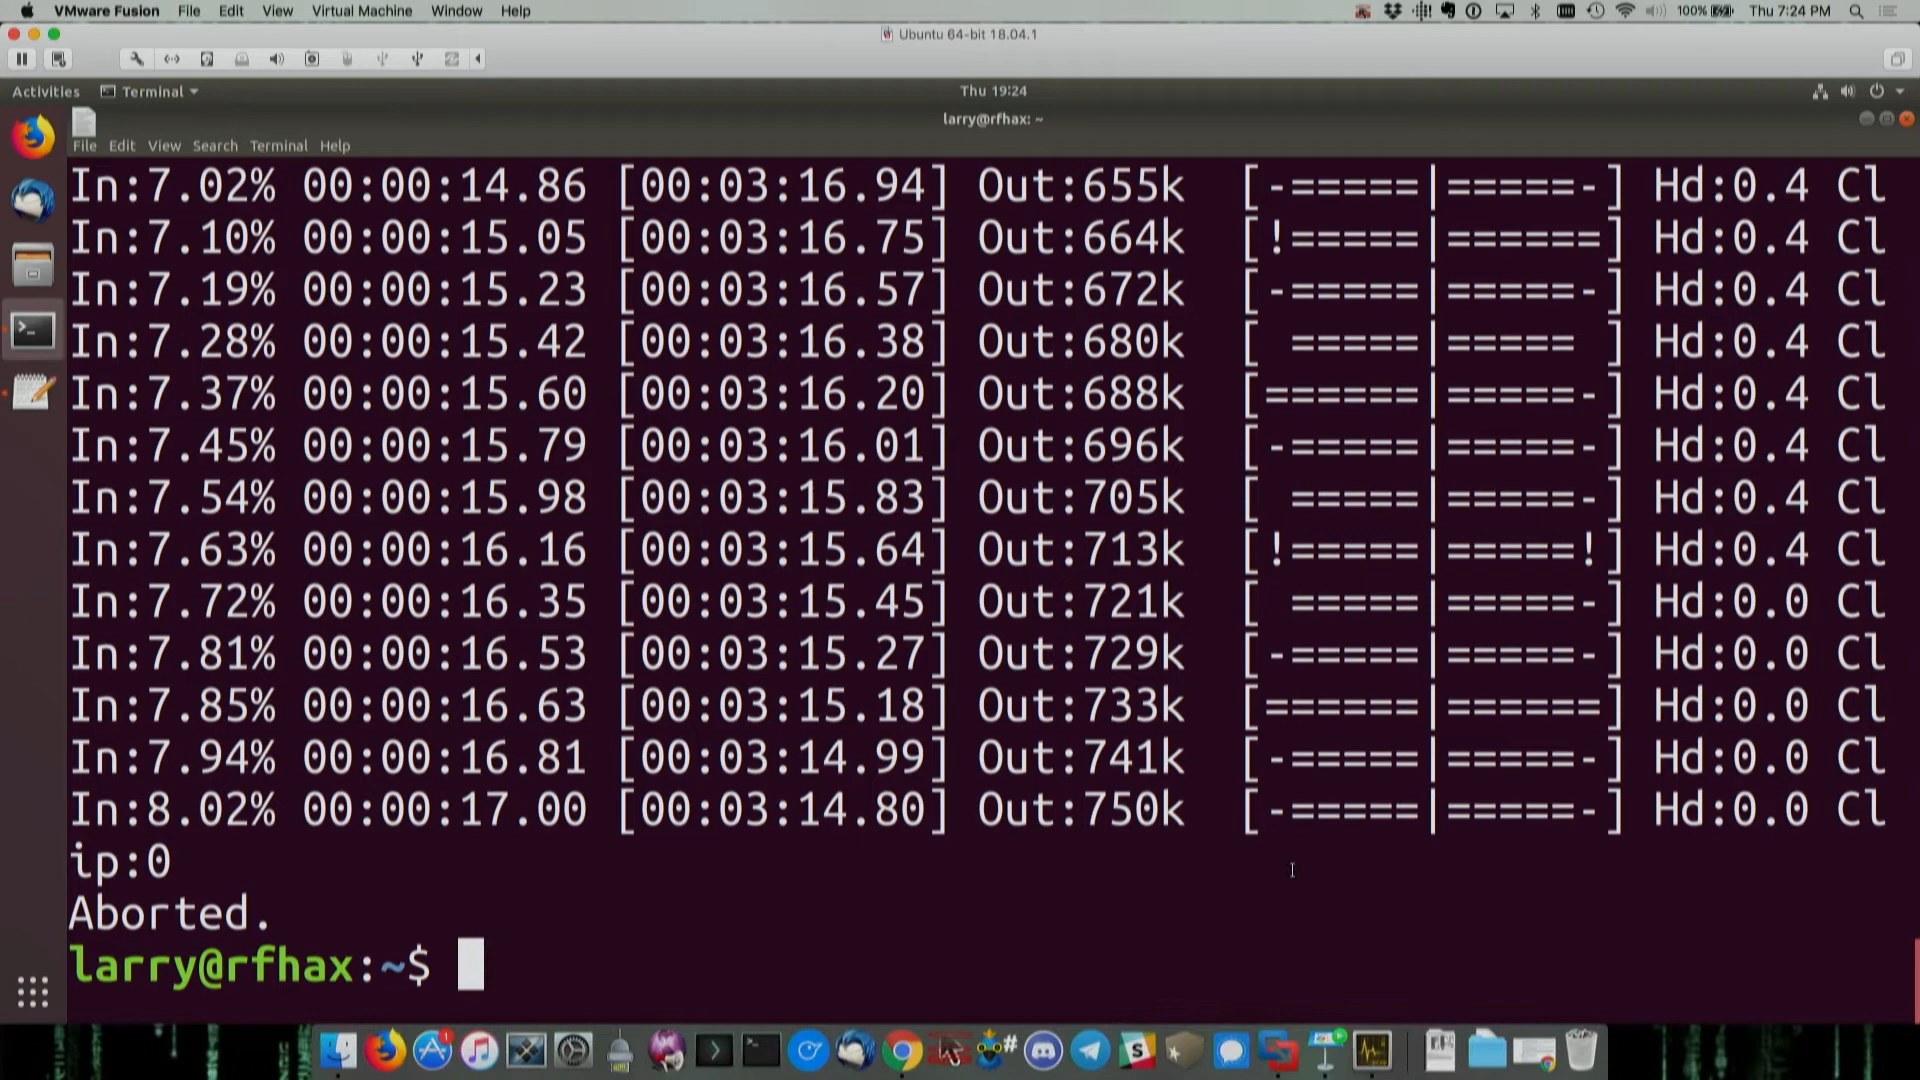 VMware Fusion File Edit View Virtual Machine Window Help 100% Thu 7:24 PM
Ubuntu 64-bit 18.04.1
Activities Terminal Thu 19:24
larry@rfhax: ~
File Edit View Search Terminal Help
In:7.02% 00:00:14.86 [00:03:16.94] Out:655k [-=====|=====-] Hd:0.4 Cl
In:7.10% 00:00:15.05 [00:03:16.75] Out:664k [!=====|======] Hd:0.4 Cl
In:7.19% 00:00:15.23 [00:03:16.57] Out:672k [-=====|=====-] Hd:0.4 Cl
In:7.28% 00:00:15.42 [00:03:16.38] Out:680k [ =====|===== ] Hd:0.4 Cl
In:7.37% 00:00:15.60 [00:03:16.20] Out:688k [======|=====-] Hd:0.4 Cl
In:7.45% 00:00:15.79 [00:03:16.01] Out:696k [-=====|=====-] Hd:0.4 Cl
In:7.54% 00:00:15.98 [00:03:15.83] Out:705k [ =====|=====-] Hd:0.4 Cl
In:7.63% 00:00:16.16 [00:03:15.64] Out:713k [!=====|=====!] Hd:0.4 Cl
In:7.72% 00:00:16.35 [00:03:15.45] Out:721k [ =====|=====-] Hd:0.0 Cl
In:7.81% 00:00:16.53 [00:03:15.27] Out:729k [-=====|=====-] Hd:0.0 Cl
In:7.85% 00:00:16.63 [00:03:15.18] Out:733k [======|======] Hd:0.0 Cl
In:7.94% 00:00:16.81 [00:03:14.99] Out:741k [-=====|=====-] Hd:0.0 Cl
In:8.02% 00:00:17.00 [00:03:14.80] Out:750k [-=====|=====-] Hd:0.0 Cl
ip:0
Aborted.
larry@rfhax:~$